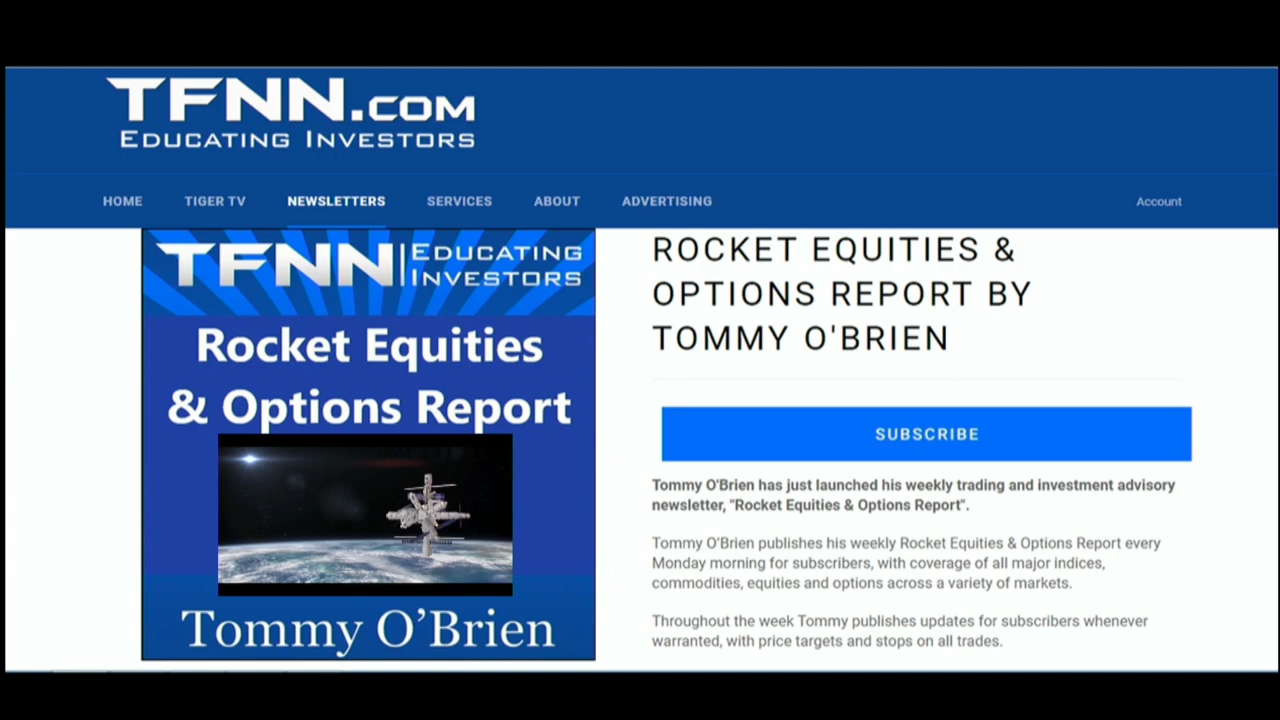 TFNN.COM
EDUCATING INVESTORS
HOME TIGER TV NEWSLETTERS SERVICES ABOUT ADVERTISING Account
TFNN EDUCATING
INVESTORS
Rocket Equities
& Options Report
Tommy O'Brien
ROCKET EQUITIES &
OPTIONS REPORT BY
TOMMY O'BRIEN
SUBSCRIBE
Tommy O'Brien has just launched his weekly trading and investment advisory
newsletter, "Rocket Equities & Options Report".
Tommy O'Brien publishes his weekly Rocket Equities & Options Report every
Monday morning for subscribers, with coverage of all major indices,
commodities, equities and options across a variety of markets.
Throughout the week Tommy publishes updates for subscribers whenever
warranted, with price targets and stops on all trades.